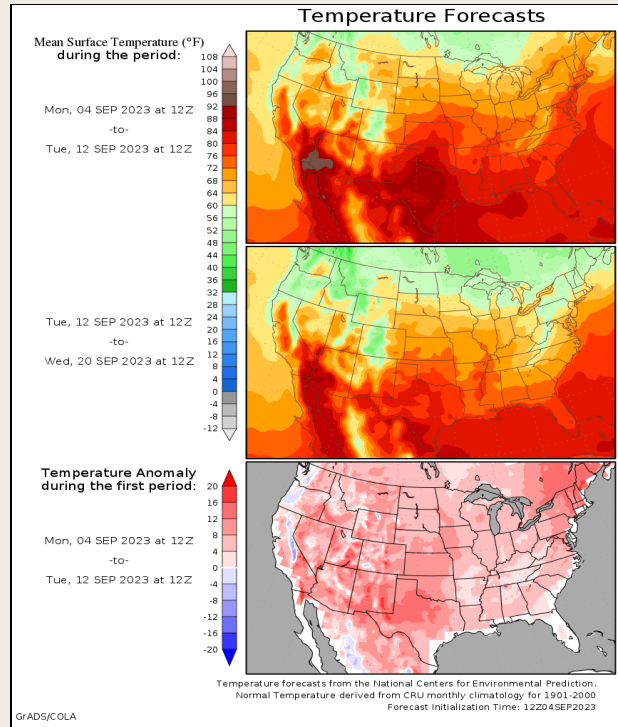 Temperature Forecasts
Mean Surface Temperature (°F)
during the period:
Mon, 04 SEP 2023 at 12Z
-to-
Tue, 12 SEP 2023 at 12Z
108
104
100
96
92
88
84
80
76
72
68
64
60
56
52
48
44
40
36
32
28
24
20
16
12
8
4
0
-4
-8
-12
Tue, 12 SEP 2023 at 12Z
-to-
Wed, 20 SEP 2023 at 12Z
Temperature Anomaly
during the first period:
Mon, 04 SEP 2023 at 12Z
-to-
Tue, 12 SEP 2023 at 12Z
20
16
12
8
4
0
-4
-8
-12
-16
-20
Temperature forecasts from the National Centers for Environmental Prediction.
Normal Temperature derived from CRU monthly climatology for 1901-2000
Forecast Initialization Time: 12Z04SEP2023
GrADS/COLA